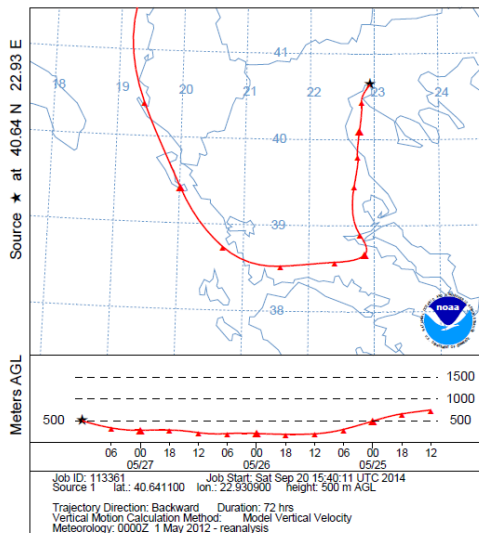 41
18
19
20
21
22
23
24
40
39
38
Source ★ at 40.64 N 22.93 E
noaa
Meters AGL
1500
1000
500
500
06 00 18 12 06 00 18 12 06 00 18 12
05/27 05/26 05/25
Job ID: 113361 Job Start: Sat Sep 20 15:40:11 UTC 2014
Source 1 lat.: 40.641100 lon.: 22.930900 height: 500 m AGL
Trajectory Direction: Backward Duration: 72 hrs
Vertical Motion Calculation Method: Model Vertical Velocity
Meteorology: 0000Z 1 May 2012 - reanalysis